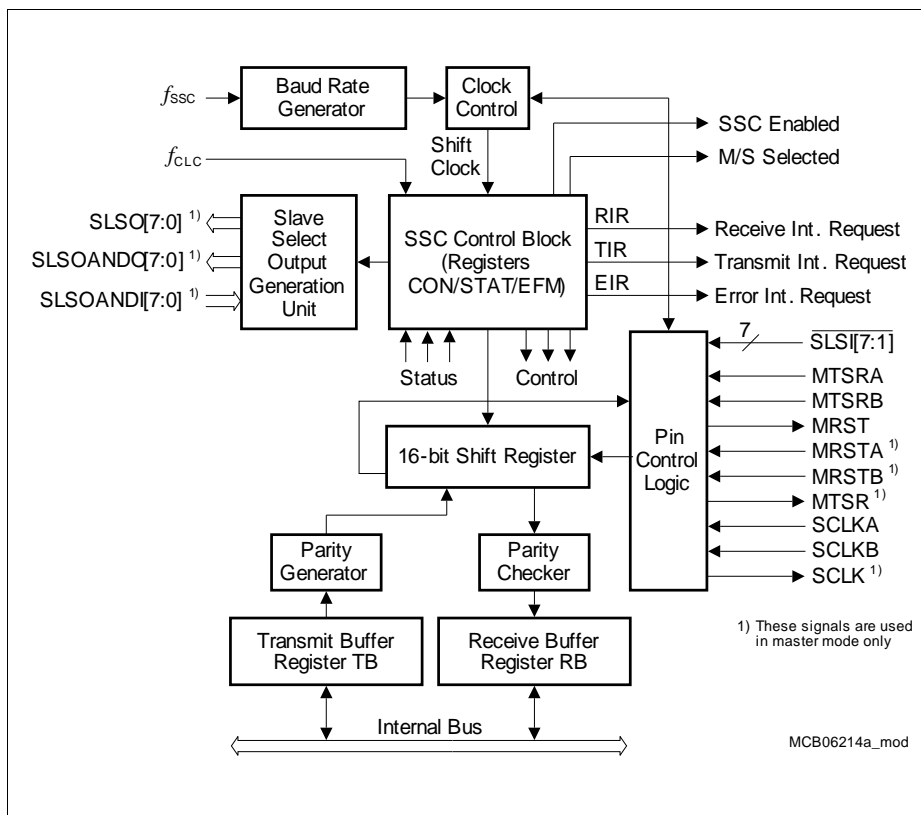 Baud Rate
Generator
Clock
Control
fSSC
SSC Enabled
fCLC
Shift
Clock
M/S Selected
SLSO[7:0] 1)
SLSOANDO[7:0] 1)
SLSOANDI[7:0] 1)
Slave
Select
Output
Generation
Unit
SSC Control Block
(Registers
CON/STAT/EFM)
RIR
Receive Int. Request
TIR
Transmit Int. Request
EIR
Error Int. Request
Status
Control
7
SLSI[7:1]
MTSRA
MTSRB
MRST
MRSTA 1)
MRSTB 1)
MTSR 1)
SCLKA
SCLKB
SCLK 1)
Pin
Control
Logic
16-bit Shift Register
Parity
Generator
Parity
Checker
Transmit Buffer
Register TB
Receive Buffer
Register RB
1) These signals are used
in master mode only
Internal Bus
MCB06214a_mod